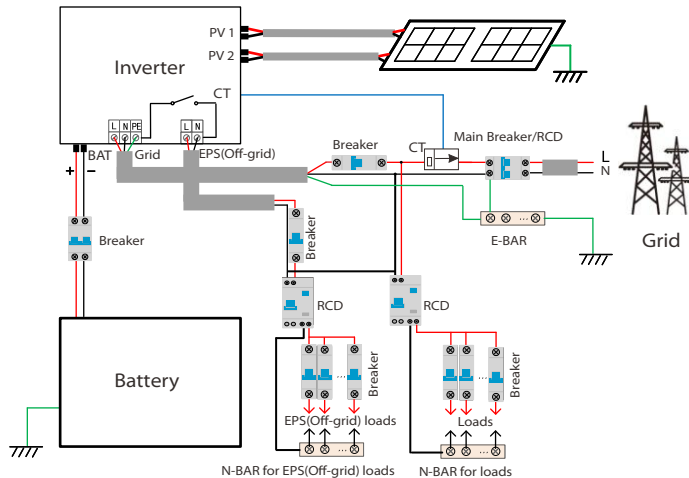 PV 1
PV 2
Inverter
CT
L N PE
L N
BAT
Grid
EPS(Off-grid)
+ −
Breaker
CT
Main Breaker/RCD
L
N
Grid
E-BAR
Breaker
Breaker
RCD
RCD
Battery
Breaker
Breaker
EPS(Off-grid) loads
Loads
N-BAR for EPS(Off-grid) loads
N-BAR for loads